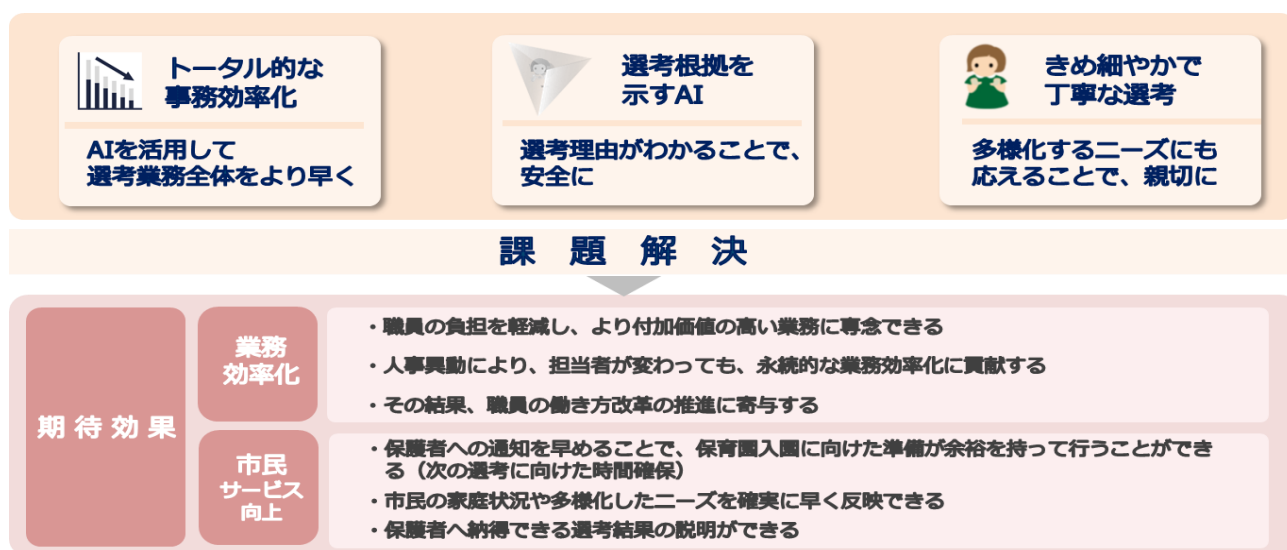 トータル的な
事務効率化
AIを活用して
選考業務全体をより早く
選考根拠を
示すAI
選考理由がわかることで、
安全に
きめ細やかで
丁寧な選考
多様化するニーズにも
応えることで、親切に
課題解決
期待効果
業務
効率化
・職員の負担を軽減し、より付加価値の高い業務に専念できる
・人事異動により、担当者が変わっても、永続的な業務効率化に貢献する
・その結果、職員の働き方改革の推進に寄与する
市民
サービス
向上
・保護者への通知を早めることで、保育園入園に向けた準備が余裕を持って行うことができ
る（次の選考に向けた時間確保）
・市民の家庭状況や多様化したニーズを確実に早く反映できる
・保護者へ納得できる選考結果の説明ができる